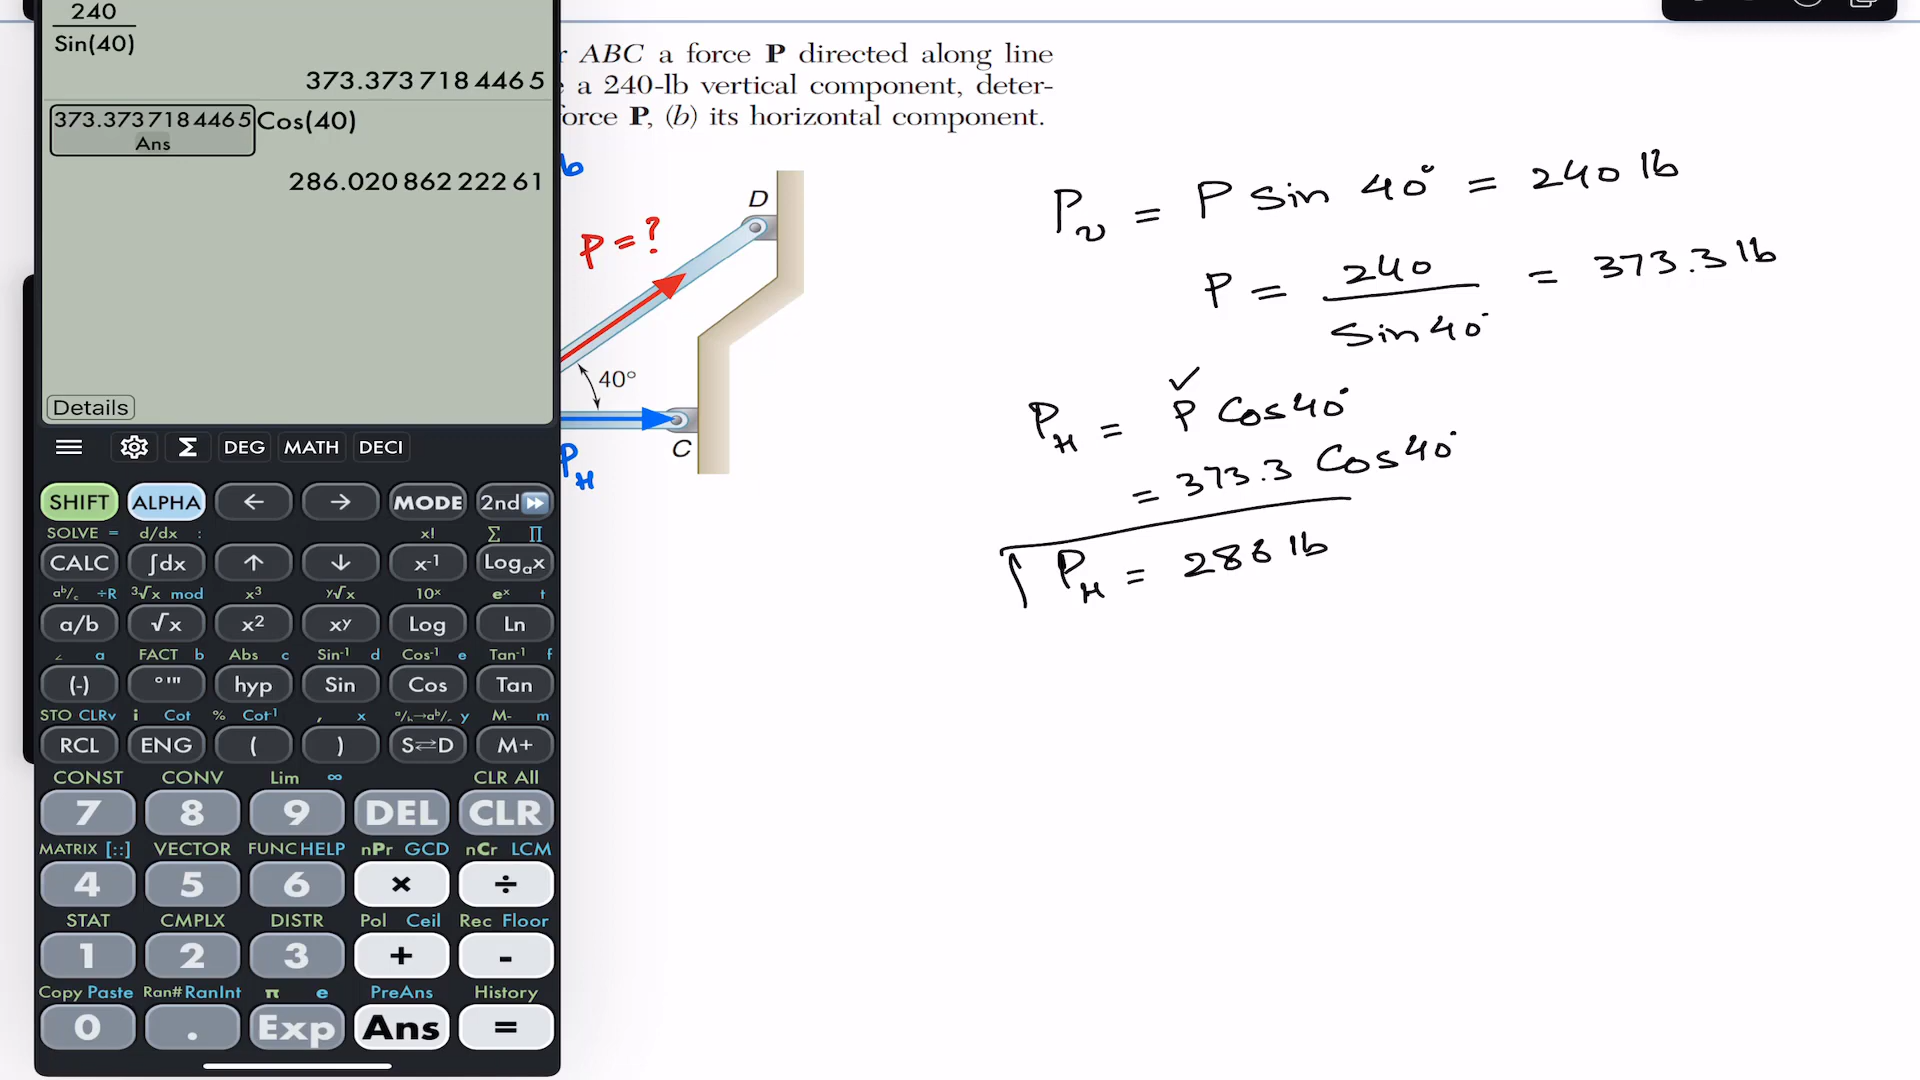 240
Sin(40)
373.3737184465
373.3737184465 Cos(40)
Ans
286.02086222261
Details
DEG MATH DECI
SHIFT ALPHA ← → MODE 2nd
SOLVE = d/dx : x! Σ ∏
CALC ∫dx ↑ ↓ x-1 Logax
ab/c ÷R 3√x mod x3 y√x 10x ex t
a/b √x x2 xy Log Ln
∠ a FACT b Abs c Sin-1 d Cos-1 e Tan-1 f
(-) °'" hyp Sin Cos Tan
STO CLRv i Cot % Cot-1 , x a/b→ab/c y M- m
RCL ENG ( ) S⇄D M+
CONST CONV Lim ∞ CLR All
7 8 9 DEL CLR
MATRIX [::] VECTOR FUNC HELP nPr GCD nCr LCM
4 5 6 × ÷
STAT CMPLX DISTR Pol Ceil Rec Floor
1 2 3 + -
Copy Paste Ran# RanInt π e PreAns History
0 . Exp Ans =
ABC a force P directed along line
a 240-lb vertical component, deter-
force P, (b) its horizontal component.
D
P = ?
40°
C
PH
Pv = P Sin 40° = 240 lb
P = 240 / Sin 40° = 373.3 lb
✓
PH = P Cos 40°
= 373.3 Cos 40°
PH = 286 lb